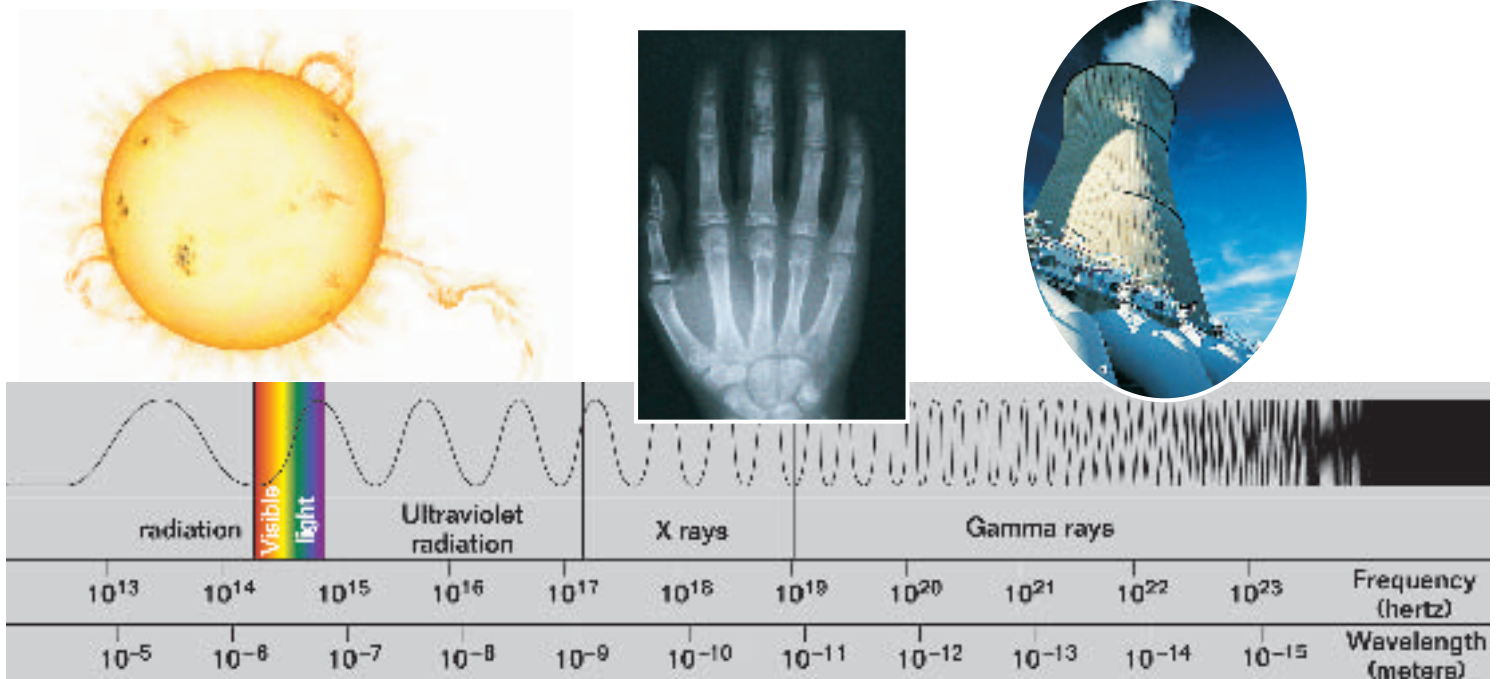 radiation
Visible
light
Ultraviolet
radiation
X rays
Gamma rays
10¹³ 10¹⁴ 10¹⁵ 10¹⁶ 10¹⁷ 10¹⁸ 10¹⁹ 10²⁰ 10²¹ 10²² 10²³ Frequency
(hertz)
10⁻⁵ 10⁻⁶ 10⁻⁷ 10⁻⁸ 10⁻⁹ 10⁻¹⁰ 10⁻¹¹ 10⁻¹² 10⁻¹³ 10⁻¹⁴ 10⁻¹⁵ Wavelength
(meters)